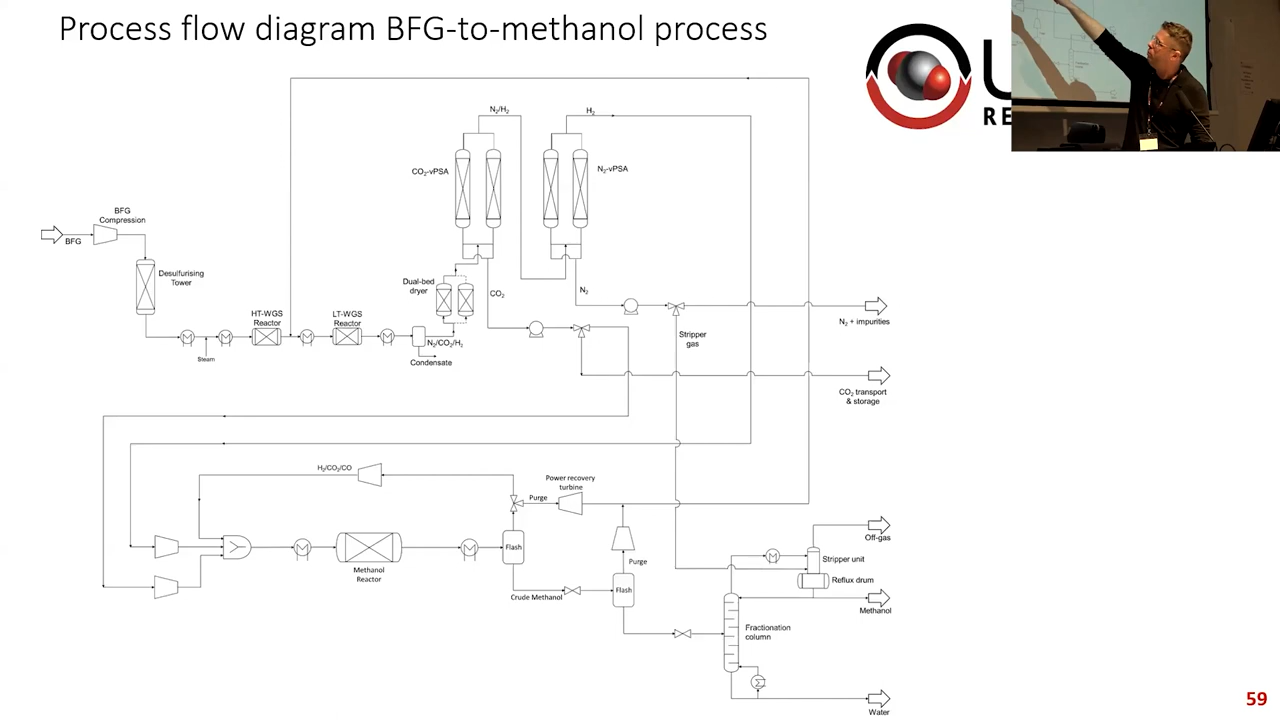 Process flow diagram BFG-to-methanol process
U
RE
N₂/H₂
H₂
CO₂-vPSA
N₂-vPSA
BFG
Compression
BFG
Desulfurising
Tower
Dual-bed
dryer
CO₂
N₂
HT-WGS
Reactor
LT-WGS
Reactor
N₂/CO₂/H₂
Steam
Condensate
Stripper
gas
N₂ + impurities
CO₂ transport
& storage
H₂/CO₂/CO
Power recovery
turbine
Purge
Flash
Methanol
Reactor
Purge
Crude Methanol
Flash
Off-gas
Stripper unit
Reflux drum
Methanol
Fractionation
column
Water
59